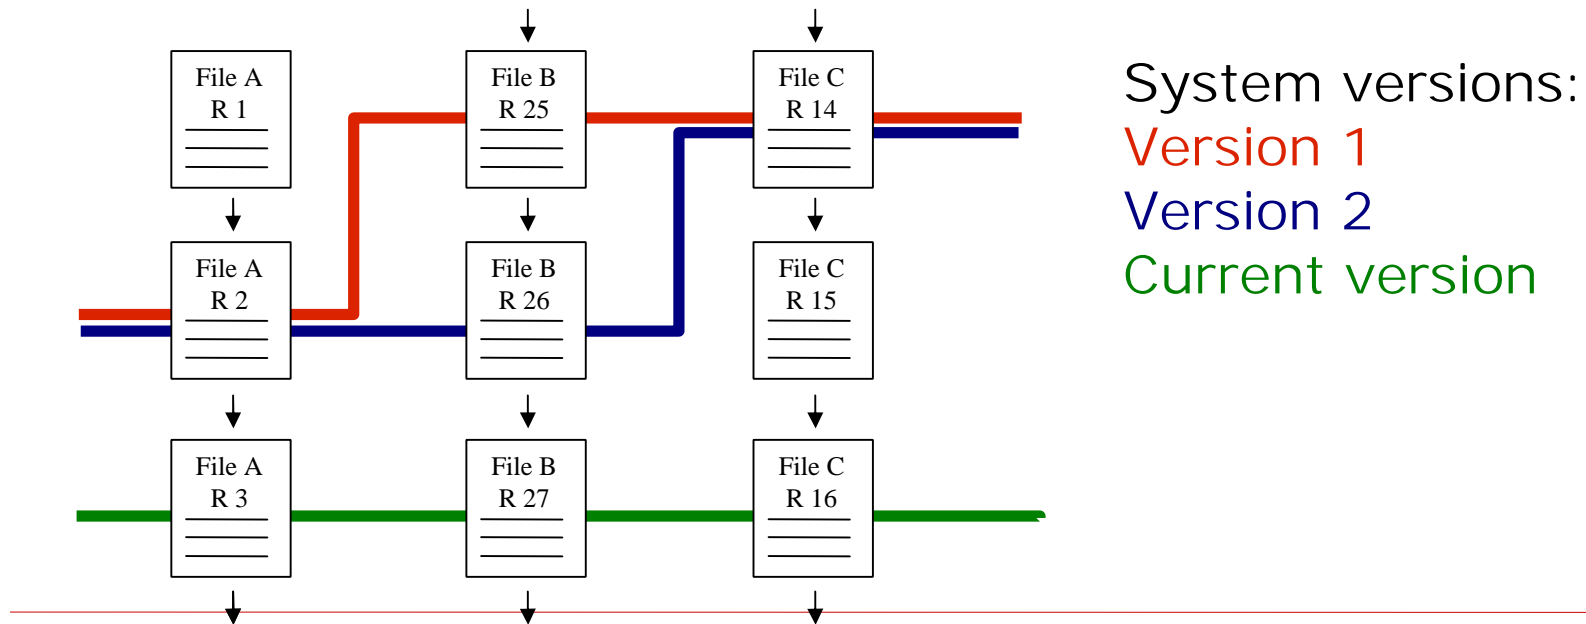 File A
R 1
File B
R 25
File C
R 14
File A
R 2
File B
R 26
File C
R 15
File A
R 3
File B
R 27
File C
R 16
System versions:
Version 1
Version 2
Current version